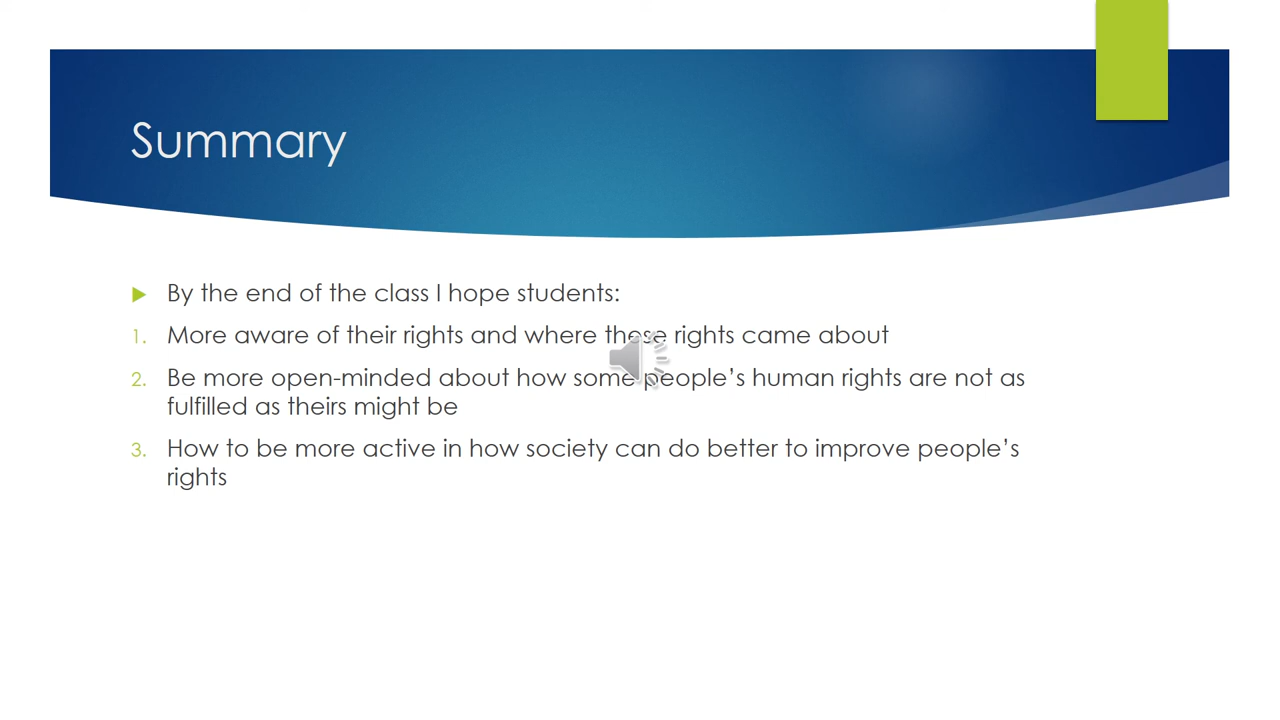 Summary
By the end of the class I hope students:
1. More aware of their rights and where these rights came about
2. Be more open-minded about how some people’s human rights are not as
fulfilled as theirs might be
3. How to be more active in how society can do better to improve people’s
rights